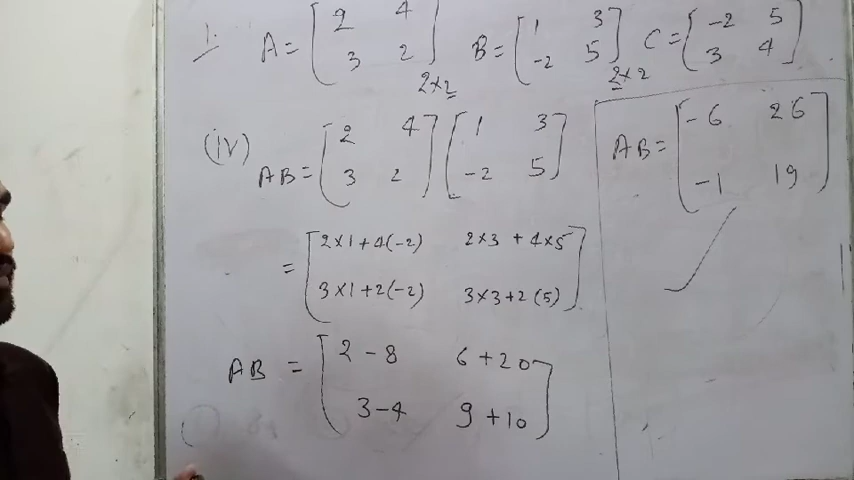 1. A = [ 2 4 B = [ 1 3 ] C = [ -2 5 ]
3 2 ] -2 5 3 4
2×2 2×2
(iv) AB = [ 2 4 ] [ 1 3 ]
3 2 -2 5
= [ 2×1+4(-2) 2×3 + 4×5 ]
3×1+2(-2) 3×3+2(5)
AB = [ 2-8 6+20 ]
3-4 9+10
AB = [ -6 26 ]
-1 19